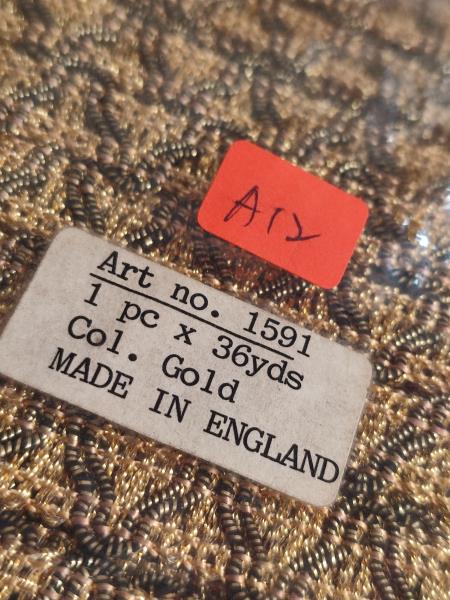 A12
Art no. 1591
1 pc x 36yds
Col. Gold
MADE IN ENGLAND